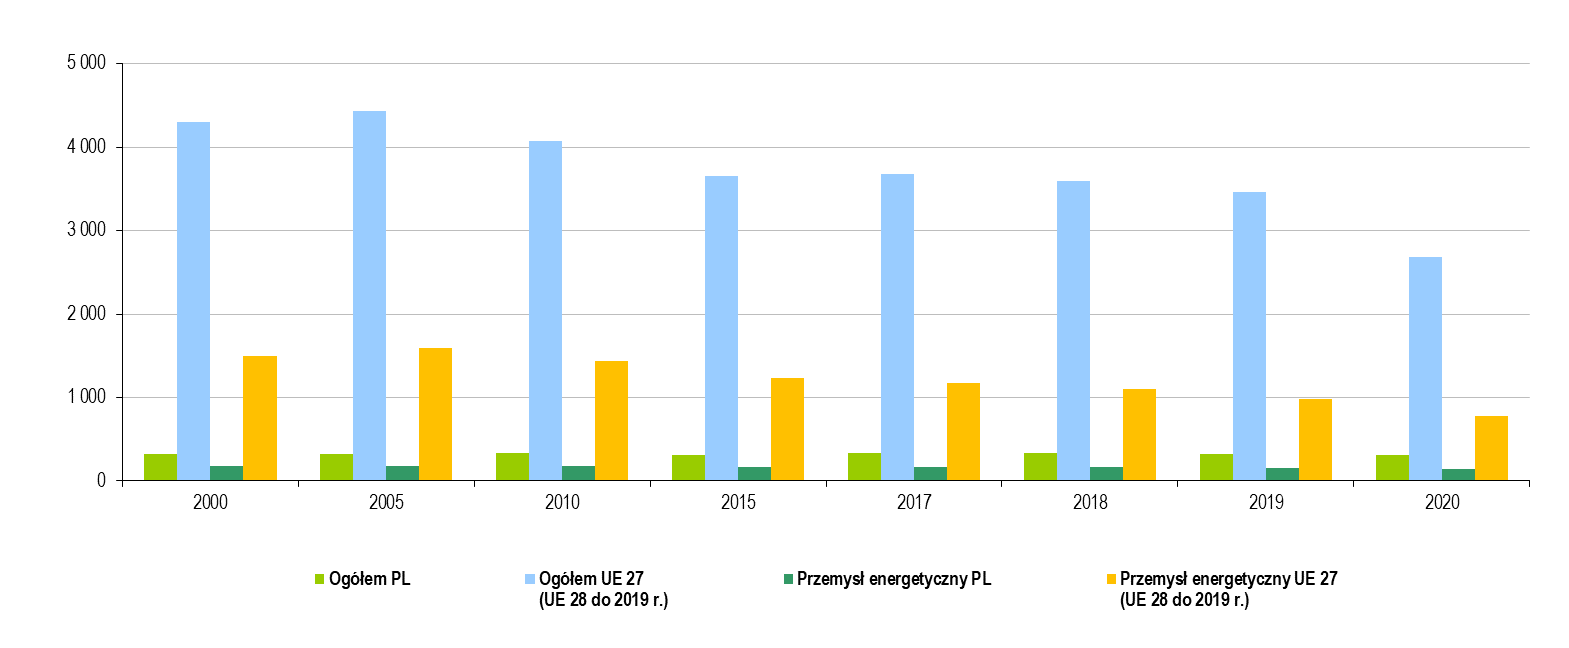 5 000
4 000
3 000
2 000
1 000
0
2000 2005 2010 2015 2017 2018 2019 2020
Ogółem PL Ogółem UE 27 Przemysł energetyczny PL Przemysł energetyczny UE 27
(UE 28 do 2019 r.) (UE 28 do 2019 r.)